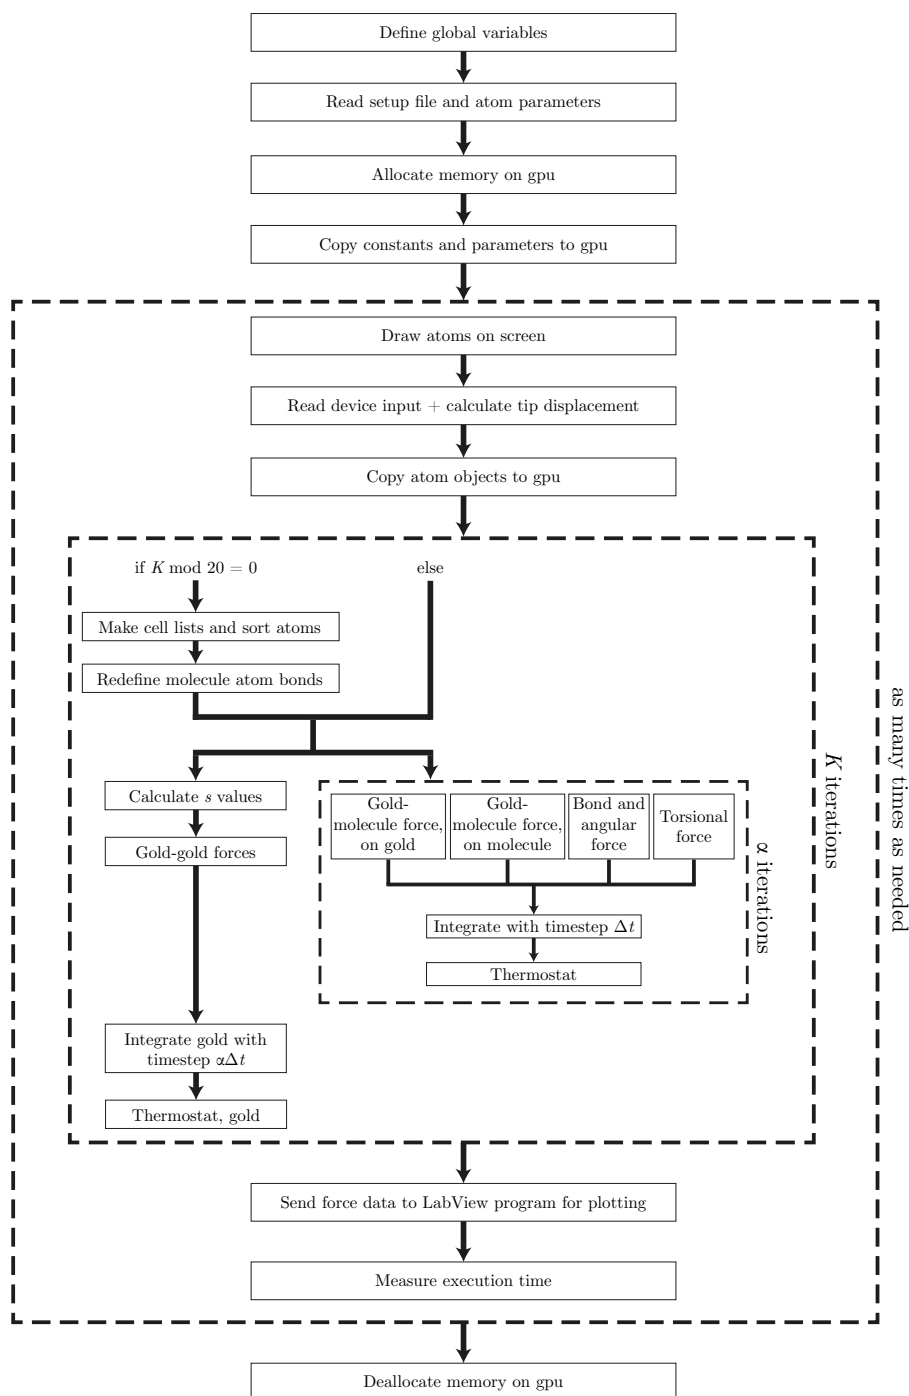 Define global variables
Read setup file and atom parameters
Allocate memory on gpu
Copy constants and parameters to gpu
Draw atoms on screen
Read device input + calculate tip displacement
Copy atom objects to gpu
if K mod 20 = 0
else
Make cell lists and sort atoms
Redefine molecule atom bonds
Calculate s values
Gold-gold forces
Integrate gold with
timestep αΔt
Thermostat, gold
Gold-
molecule force,
on gold
Gold-
molecule force,
on molecule
Bond and
angular
force
Torsional
force
Integrate with timestep Δt
Thermostat
α iterations
K iterations
as many times as needed
Send force data to LabView program for plotting
Measure execution time
Deallocate memory on gpu